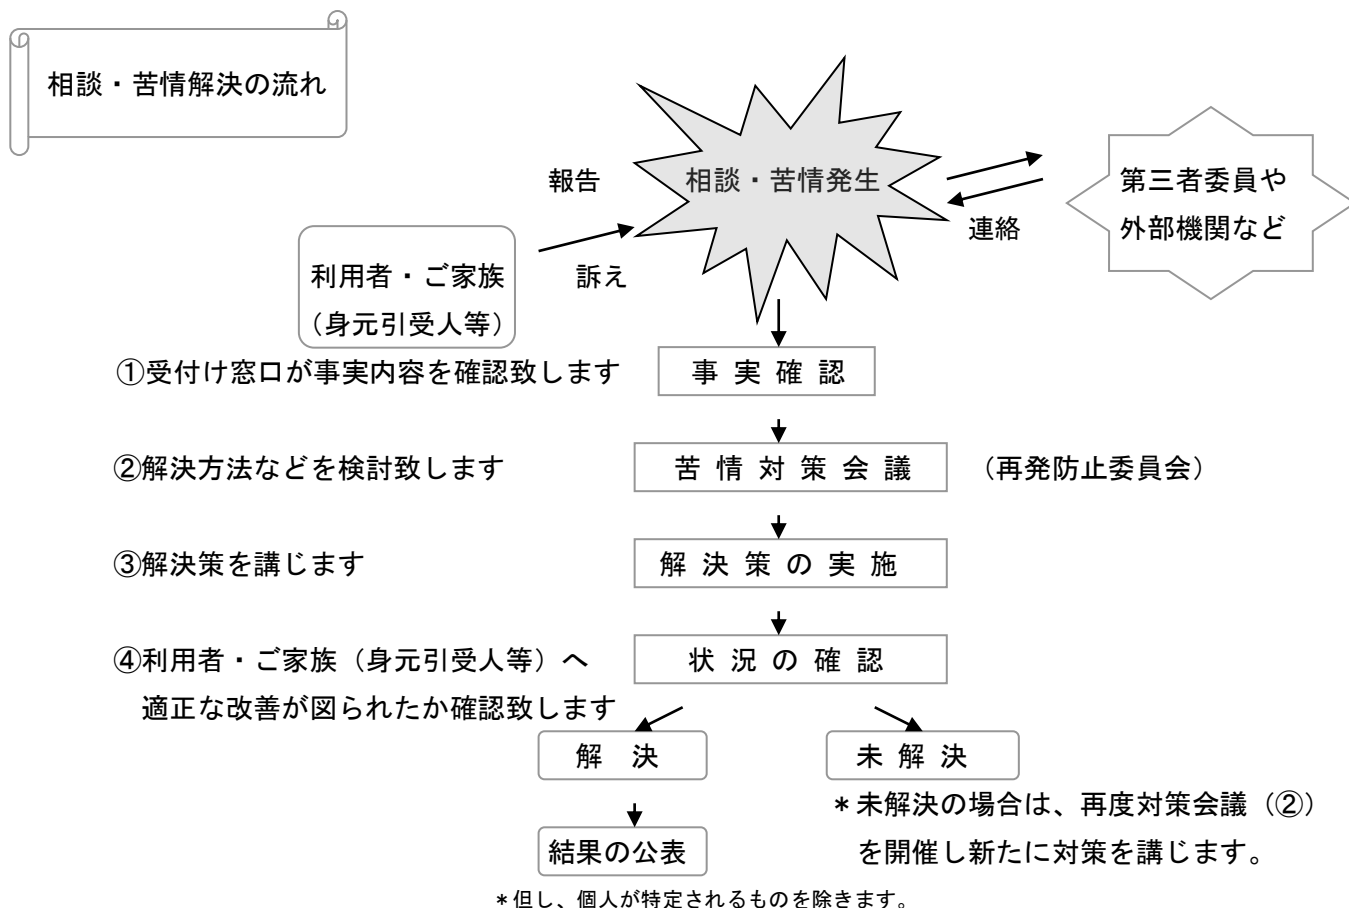 相談・苦情解決の流れ
相談・苦情発生
報告
連絡
第三者委員や
外部機関など
訴え
利用者・ご家族
（身元引受人等）
①受付け窓口が事実内容を確認致します
事実確認
②解決方法などを検討致します
苦情対策会議
（再発防止委員会）
③解決策を講じます
解決策の実施
④利用者・ご家族（身元引受人等）へ
適正な改善が図られたか確認致します
状況の確認
解　決
未解決
＊未解決の場合は、再度対策会議（②）
を開催し新たに対策を講じます。
結果の公表
＊但し、個人が特定されるものを除きます。